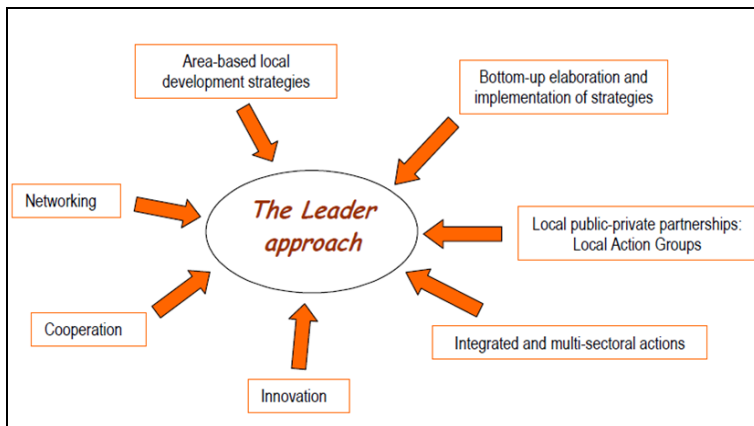 Area-based local
development strategies
Bottom-up elaboration and
implementation of strategies
Networking
The Leader
approach
Local public-private partnerships:
Local Action Groups
Cooperation
Integrated and multi-sectoral actions
Innovation